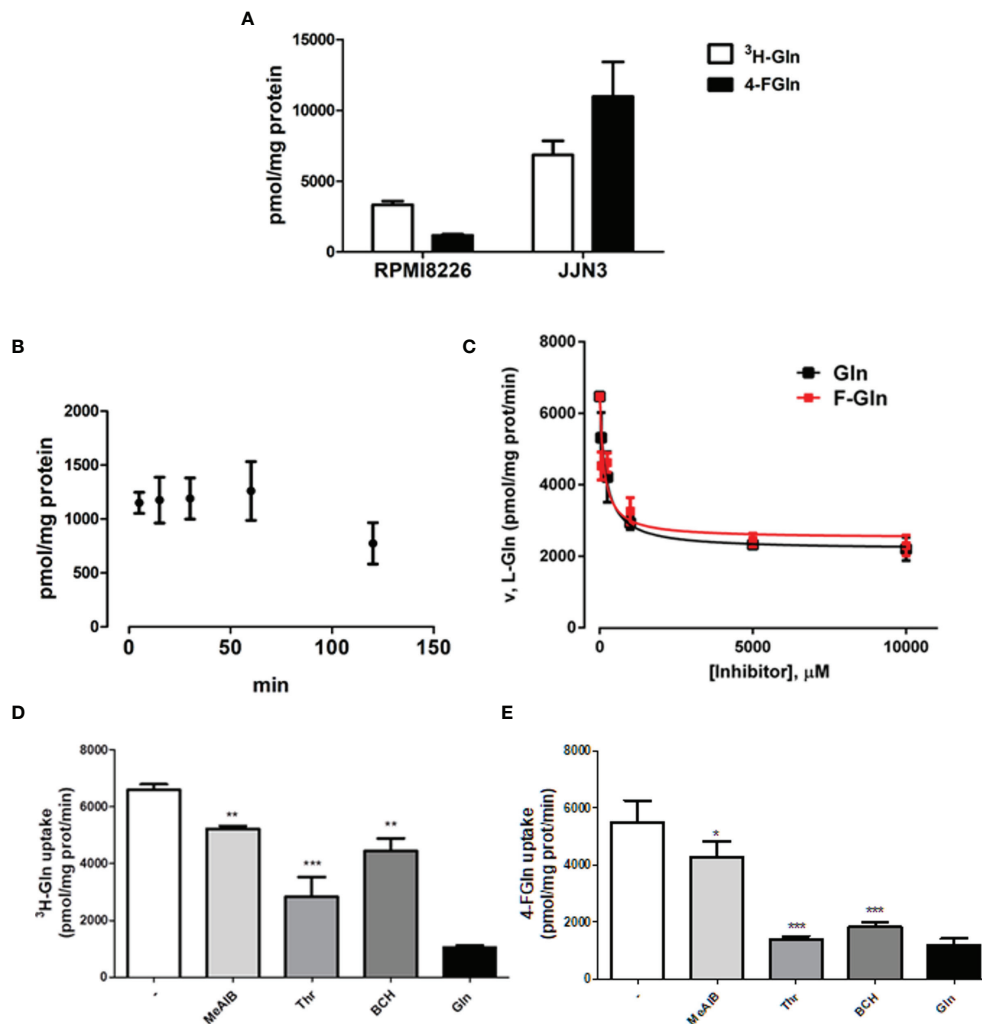 A
15000
10000
5000
0
pmol/mg protein
RPMI8226
JJN3
³H-Gln
4-FGln
B
2000
1500
1000
500
0
pmol/mg protein
0
50
100
150
min
C
8000
6000
4000
2000
0
v, L-Gln (pmol/mg prot/min)
0
5000
10000
[Inhibitor], μM
Gln
F-Gln
D
8000
6000
4000
2000
0
³H-Gln uptake
(pmol/mg prot/min)
**
***
**
-
MeAIB
Thr
BCH
Gln
E
8000
6000
4000
2000
0
4-FGln uptake
(pmol/mg prot/min)
*
***
***
-
MeAIB
Thr
BCH
Gln